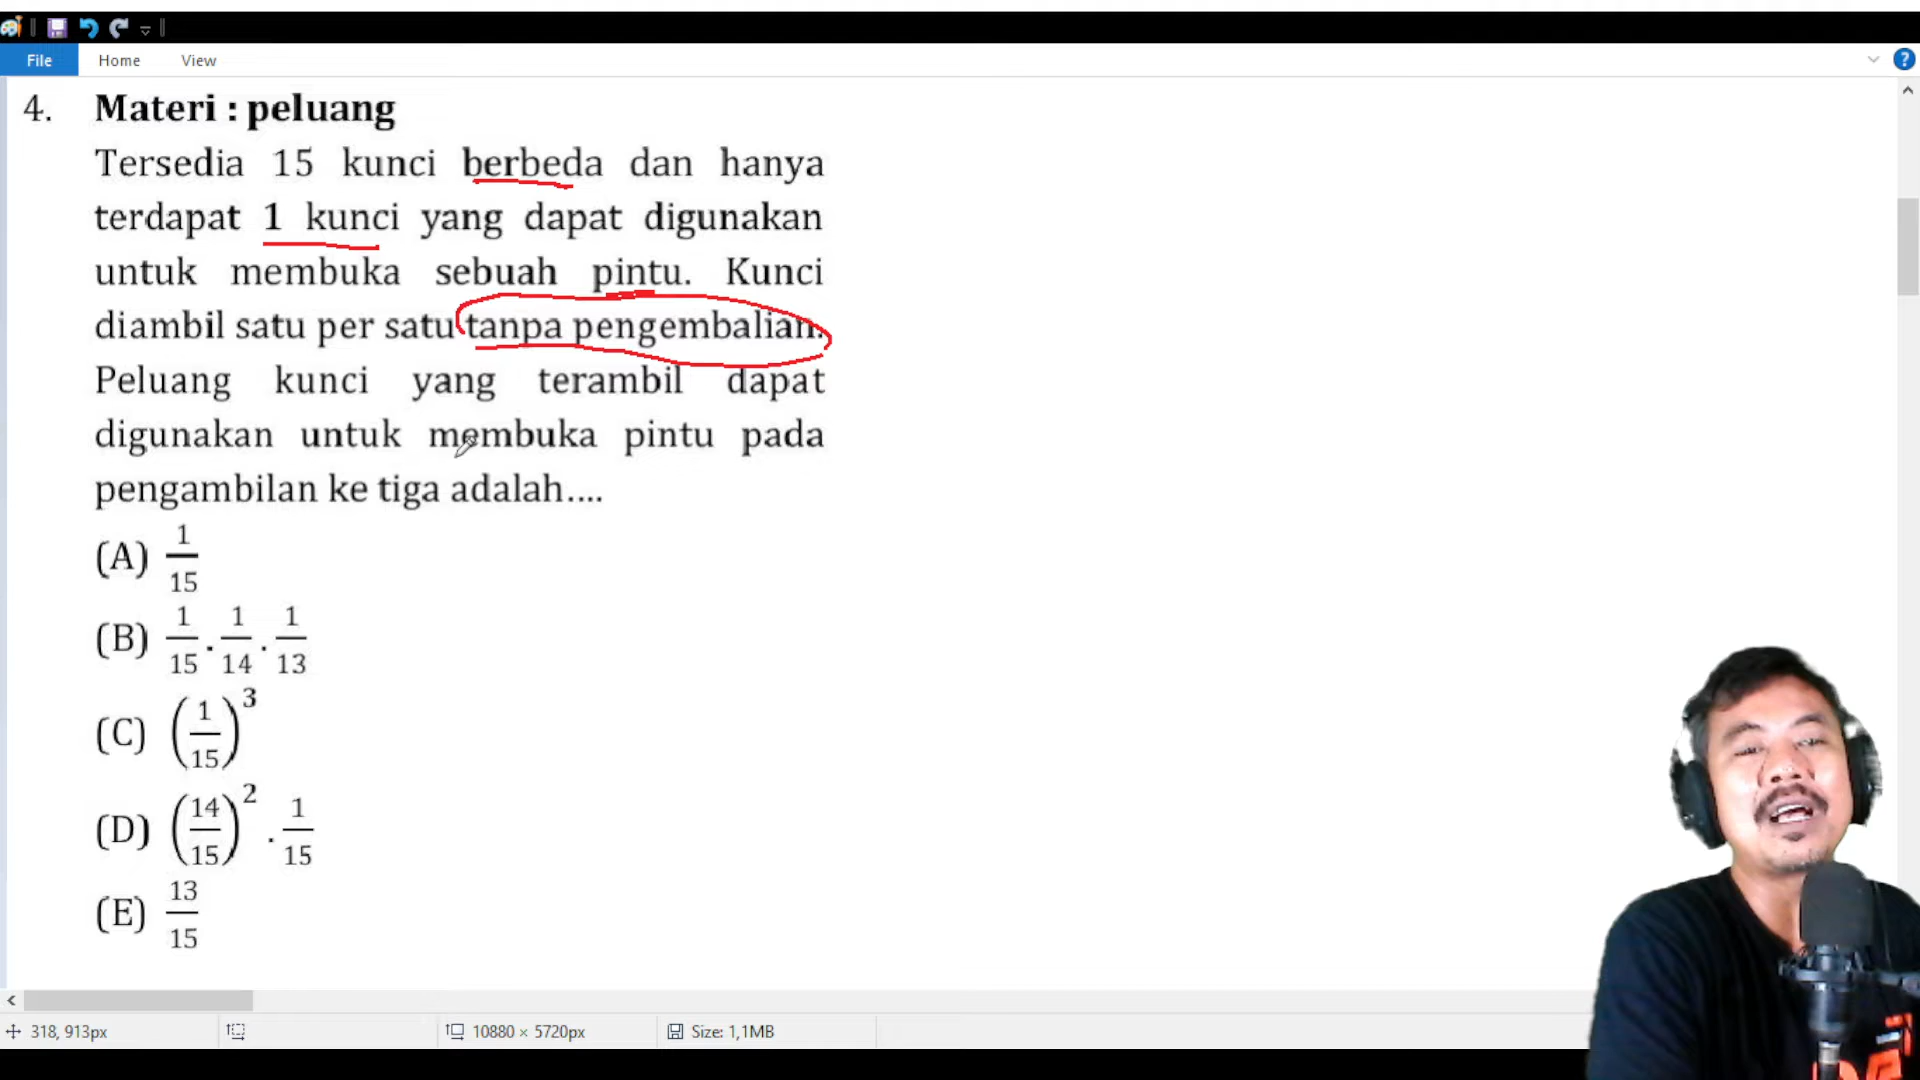 File Home View
4. Materi : peluang
Tersedia 15 kunci berbeda dan hanya
terdapat 1 kunci yang dapat digunakan
untuk membuka sebuah pintu. Kunci
diambil satu per satu tanpa pengembalian.
Peluang kunci yang terambil dapat
digunakan untuk membuka pintu pada
pengambilan ke tiga adalah....
(A) 1/15
(B) 1/15 . 1/14 . 1/13
(C) (1/15)^3
(D) (14/15)^2 . 1/15
(E) 13/15
318, 913px 10880 × 5720px Size: 1,1MB